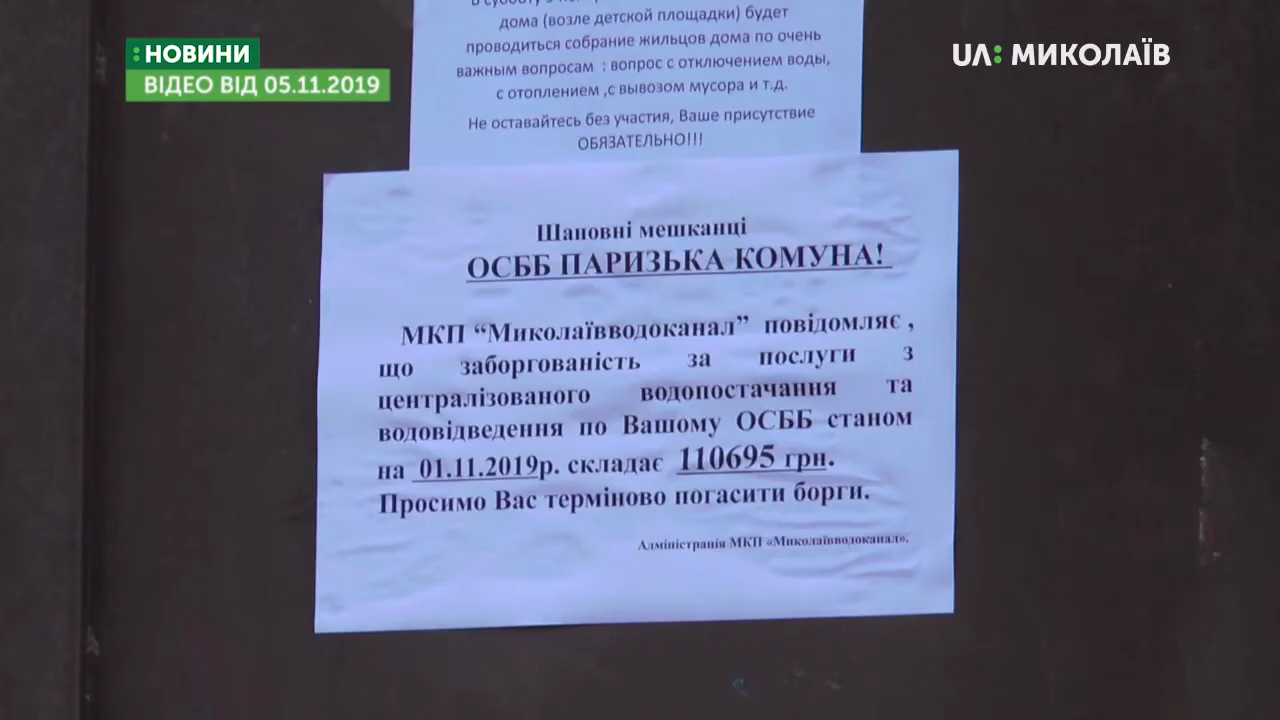 :НОВИНИ
ВІДЕО ВІД 05.11.2019
UA: МИКОЛАЇВ
В субботу
дома (возле детской площадки) будет
проводиться собрание жильцов дома по очень
важным вопросам : вопрос с отключением воды,
с отоплением ,с вывозом мусора и т.д.
Не оставайтесь без участия, Ваше присутствие
ОБЯЗАТЕЛЬНО!!!
Шановні мешканці
ОСББ ПАРИЗЬКА КОМУНА!
МКП “Миколаївводоканал” повідомляє ,
що заборгованість за послуги з
централізованого водопостачання та
водовідведення по Вашому ОСББ станом
на 01.11.2019р. складає 110695 грн.
Просимо Вас терміново погасити борги.
Адміністрація МКП «Миколаївводоканал».